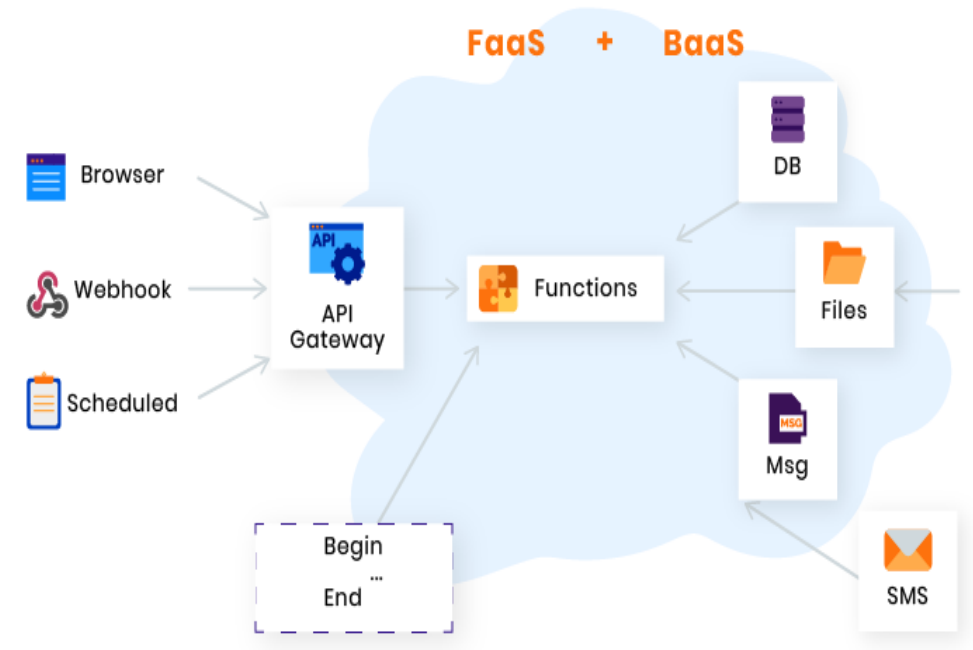 FaaS + BaaS
DB
Browser
API
Webhook
API
Gateway
Functions
Files
Scheduled
MSG
Msg
Begin
...
End
SMS